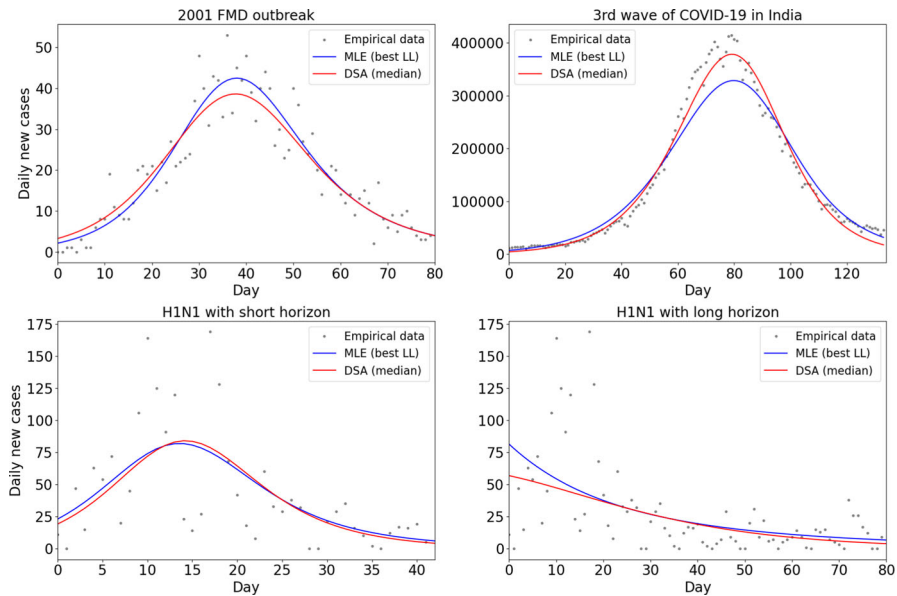 2001 FMD outbreak
Empirical data
MLE (best LL)
DSA (median)
Daily new cases
50
40
30
20
10
0
0 10 20 30 40 50 60 70 80
Day
3rd wave of COVID-19 in India
Empirical data
MLE (best LL)
DSA (median)
400000
300000
200000
100000
0
0 20 40 60 80 100 120
Day
H1N1 with short horizon
Empirical data
MLE (best LL)
DSA (median)
Daily new cases
175
150
125
100
75
50
25
0
0 5 10 15 20 25 30 35 40
Day
H1N1 with long horizon
Empirical data
MLE (best LL)
DSA (median)
175
150
125
100
75
50
25
0
0 10 20 30 40 50 60 70 80
Day